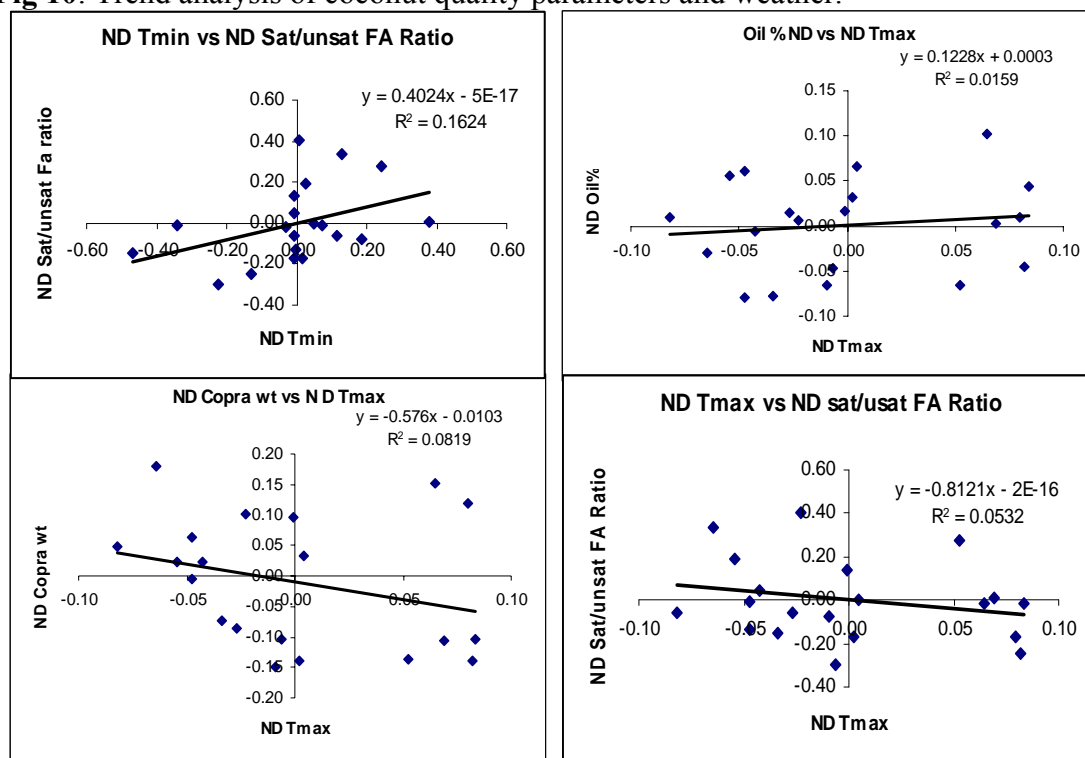 Fig 10. Trend analysis of coconut quality parameters and weather.
ND Tmin vs ND Sat/unsat FA Ratio
y = 0.4024x - 5E-17
R² = 0.1624
ND Sat/unsat Fa ratio
0.60
0.40
0.20
0.00
-0.20
-0.40
-0.60 -0.40 -0.20 0.00 0.20 0.40 0.60
ND Tmin
Oil %ND vs ND Tmax
y = 0.1228x + 0.0003
R² = 0.0159
ND Oil%
0.15
0.10
0.05
0.00
-0.05
-0.10
-0.10 -0.05 0.00 0.05 0.10
ND Tmax
ND Copra wt vs N D Tmax
y = -0.576x - 0.0103
R² = 0.0819
ND Copra wt
0.20
0.15
0.10
0.05
0.00
-0.05
-0.10
-0.15
-0.20
-0.10 -0.05 0.00 0.05 0.10
ND Tmax
ND Tmax vs ND sat/usat FA Ratio
y = -0.8121x - 2E-16
R² = 0.0532
ND Sat/unsat FA Ratio
0.60
0.40
0.20
0.00
-0.20
-0.40
-0.10 -0.05 0.00 0.05 0.10
ND Tmax